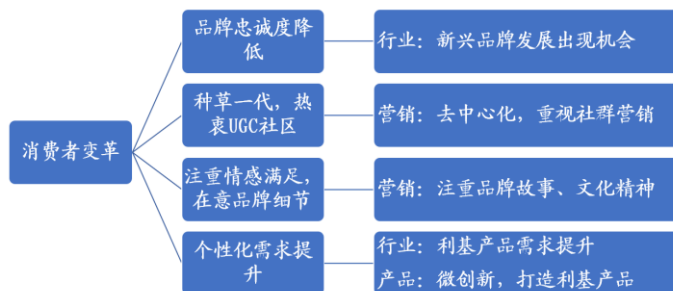 消费者变革
品牌忠诚度降
低
行业：新兴品牌发展出现机会
种草一代，热
衷UGC社区
营销：去中心化，重视社群营销
注重情感满足，
在意品牌细节
营销：注重品牌故事、文化精神
个性化需求提
升
行业：利基产品需求提升
产品：微创新，打造利基产品